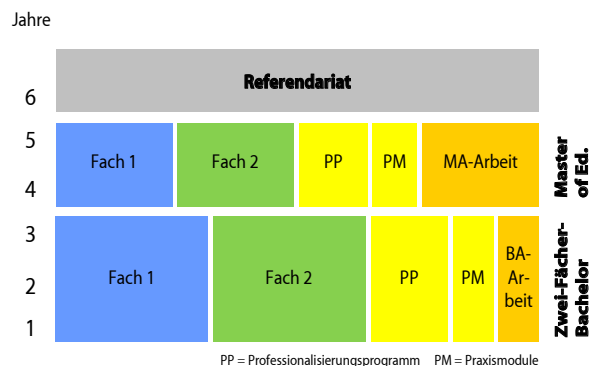 Jahre
Referendariat
6
5
Fach 1
Fach 2
PP
PM
MA-Arbeit
4
Master
of Ed.
3
Fach 1
Fach 2
PP
PM
BA-
Ar-
beit
2
1
Zwei-Fächer-
Bachelor
PP = Professionalisierungsprogramm PM = Praxismodule